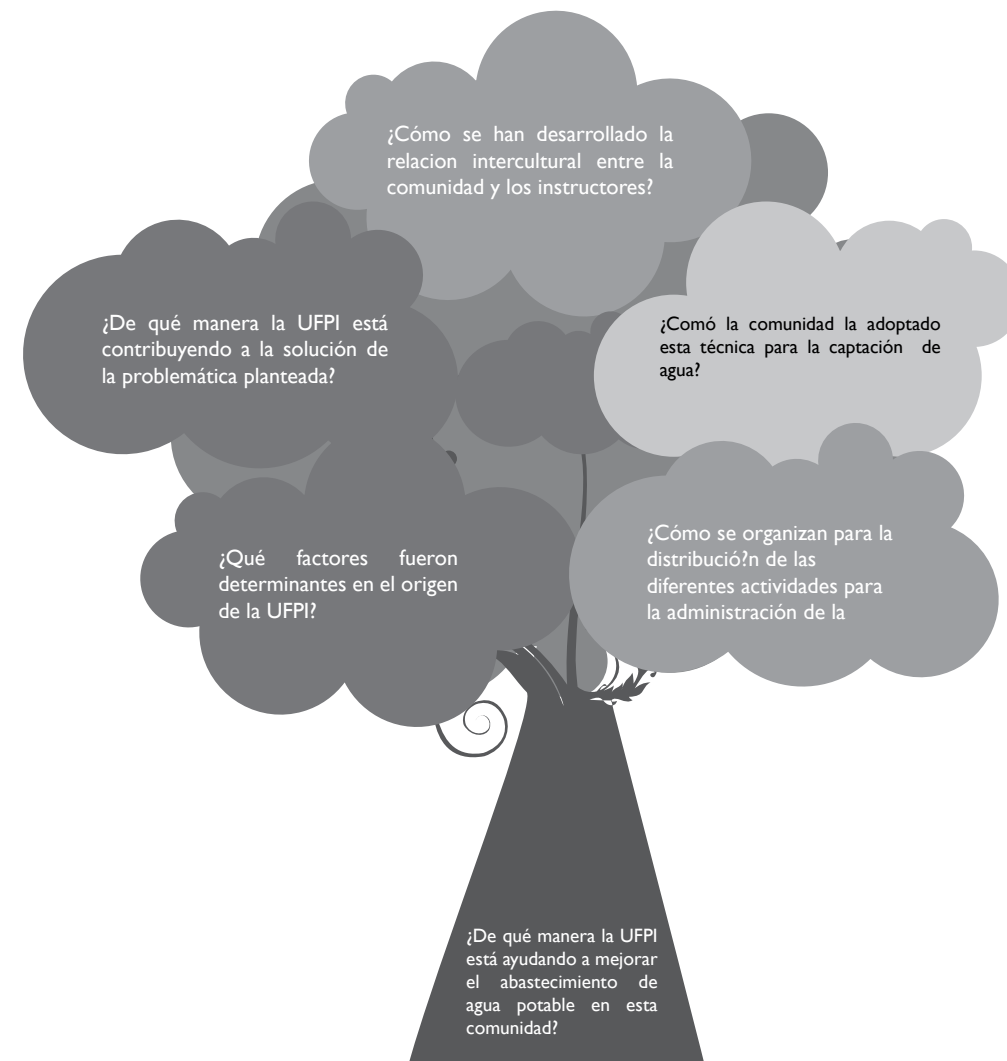 ¿Cómo se han desarrollado la
relacion intercultural entre la
comunidad y los instructores?
¿De qué manera la UFPI está
contribuyendo a la solución de
la problemática planteada?
¿Comó la comunidad la adoptado
esta técnica para la captación de
agua?
¿Qué factores fueron
determinantes en el origen
de la UFPI?
¿Cómo se organizan para la
distribució?n de las
diferentes actividades para
la administración de la
¿De qué manera la UFPI
está ayudando a mejorar
el abastecimiento de
agua potable en esta
comunidad?